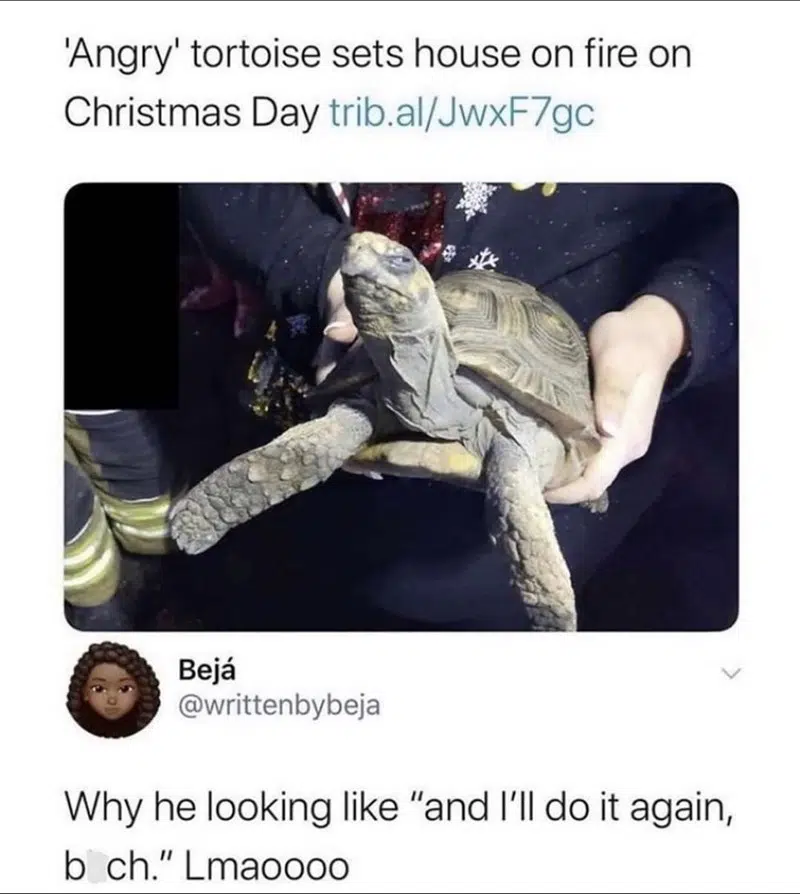 'Angry' tortoise sets house on fire on
Christmas Day trib.al/JwxF7gc
Bejá
@writtenbybeja
Why he looking like “and I’ll do it again,
b ch.” Lmaoooo